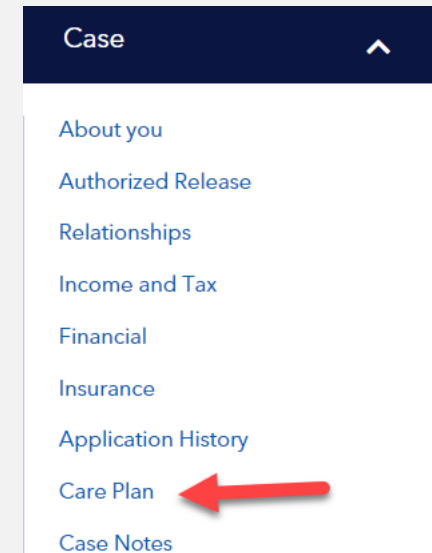 Case
About you
Authorized Release
Relationships
Income and Tax
Financial
Insurance
Application History
Care Plan
Case Notes